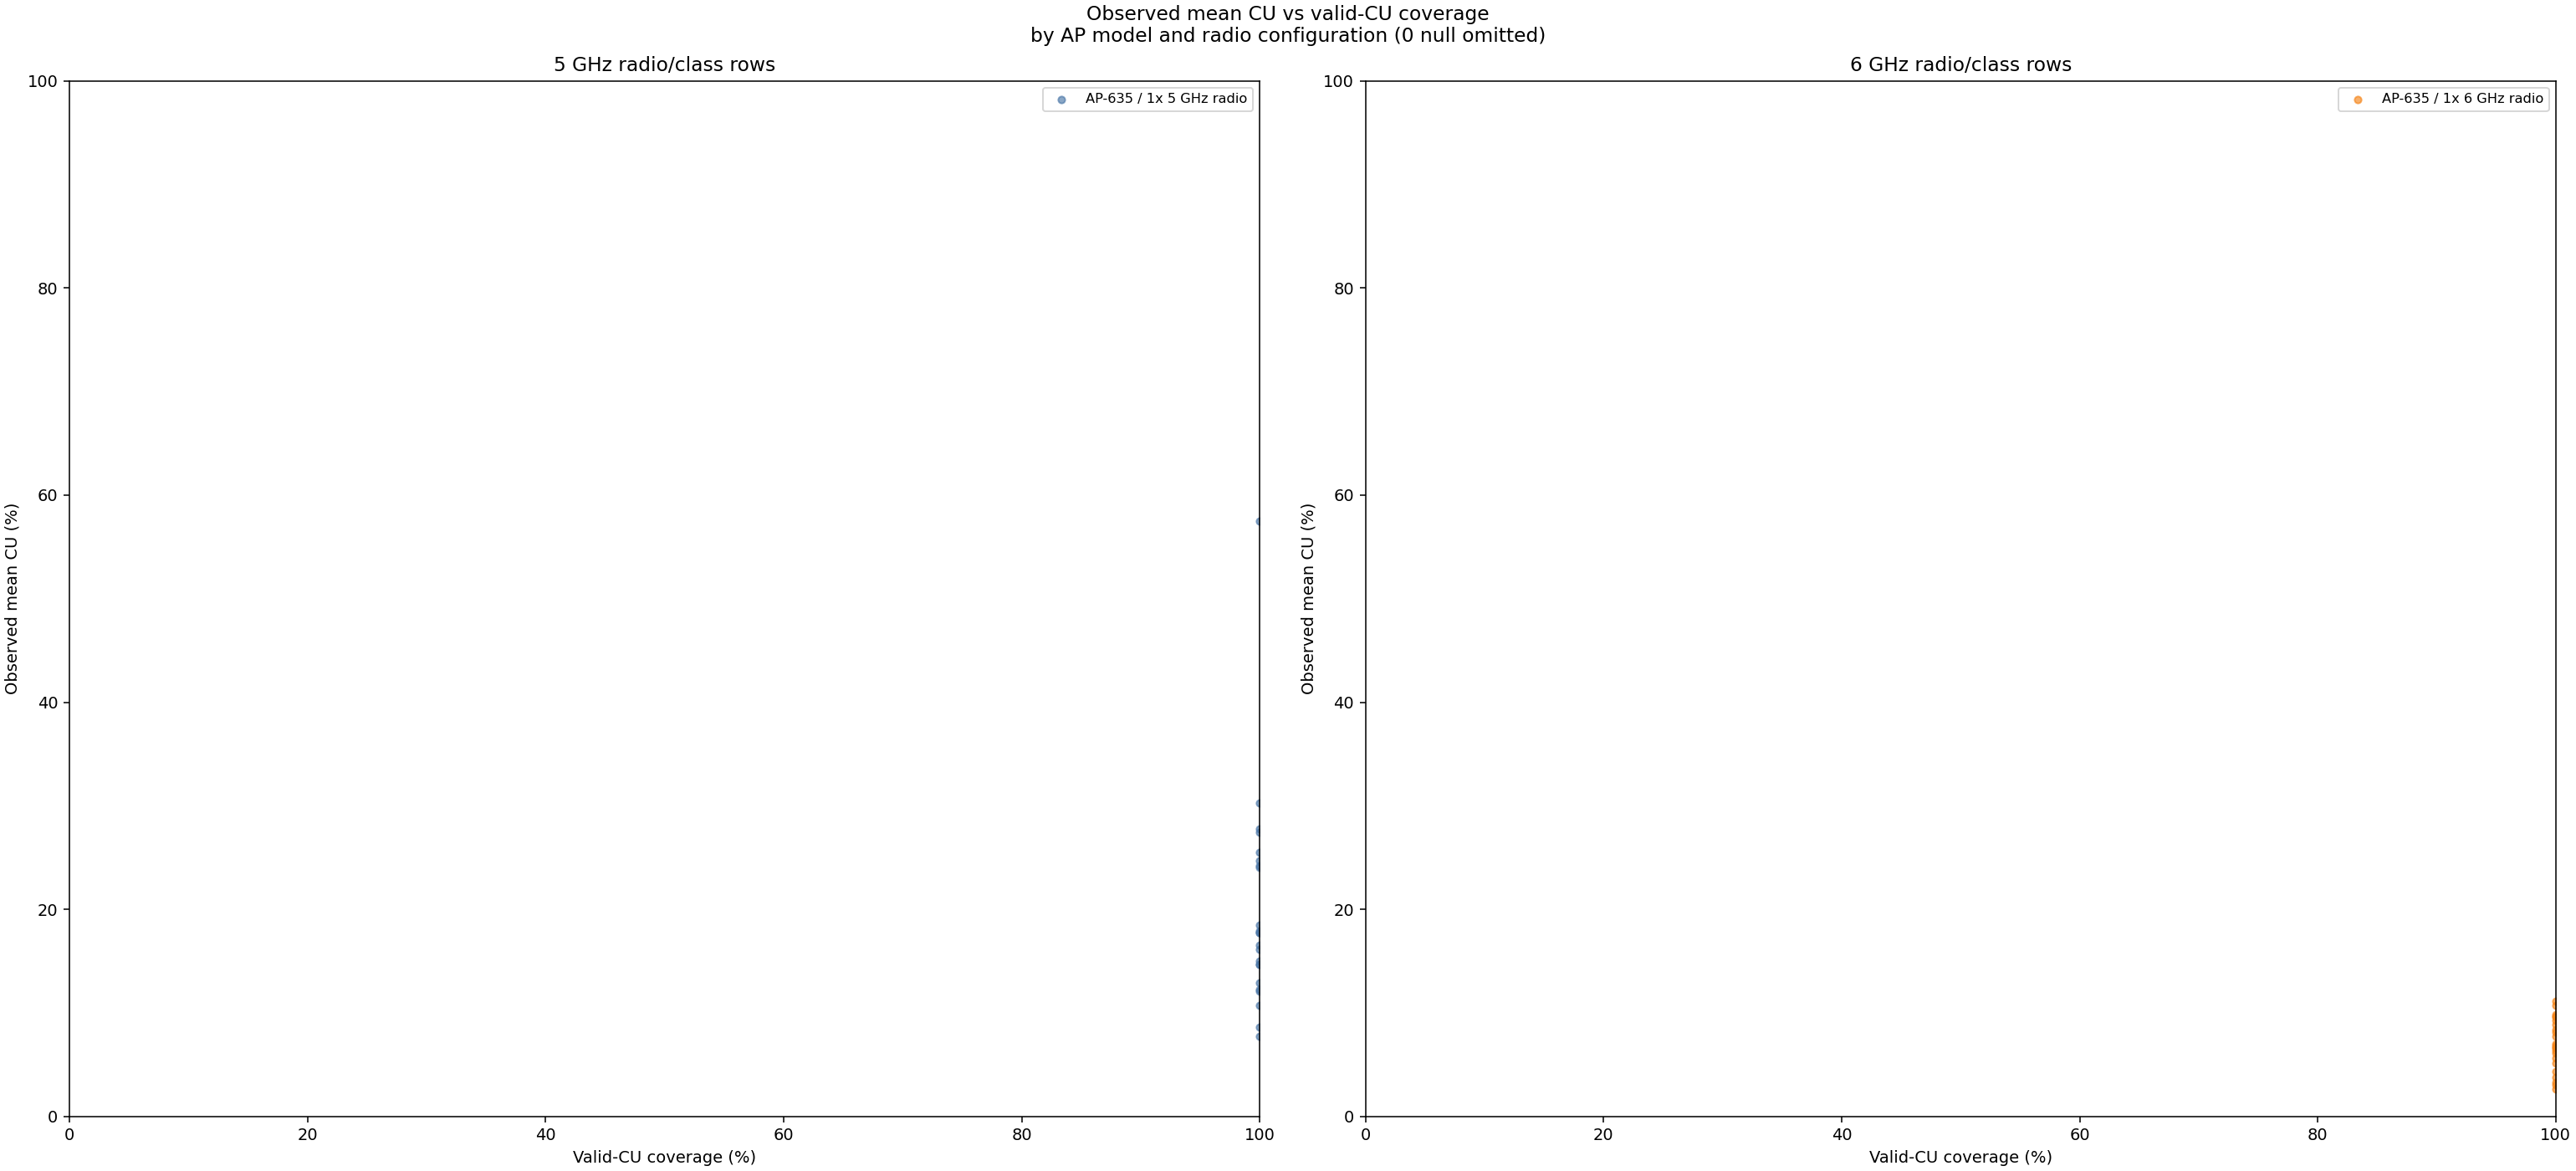 Observed mean CU vs valid-CU coverage
by AP model and radio configuration (0 null omitted)
5 GHz radio/class rows
100
80
60
40
20
0
Observed mean CU (%)
AP-635 / 1x 5 GHz radio
0 20 40 60 80 100
Valid-CU coverage (%)
6 GHz radio/class rows
100
80
60
40
20
0
Observed mean CU (%)
AP-635 / 1x 6 GHz radio
0 20 40 60 80 100
Valid-CU coverage (%)